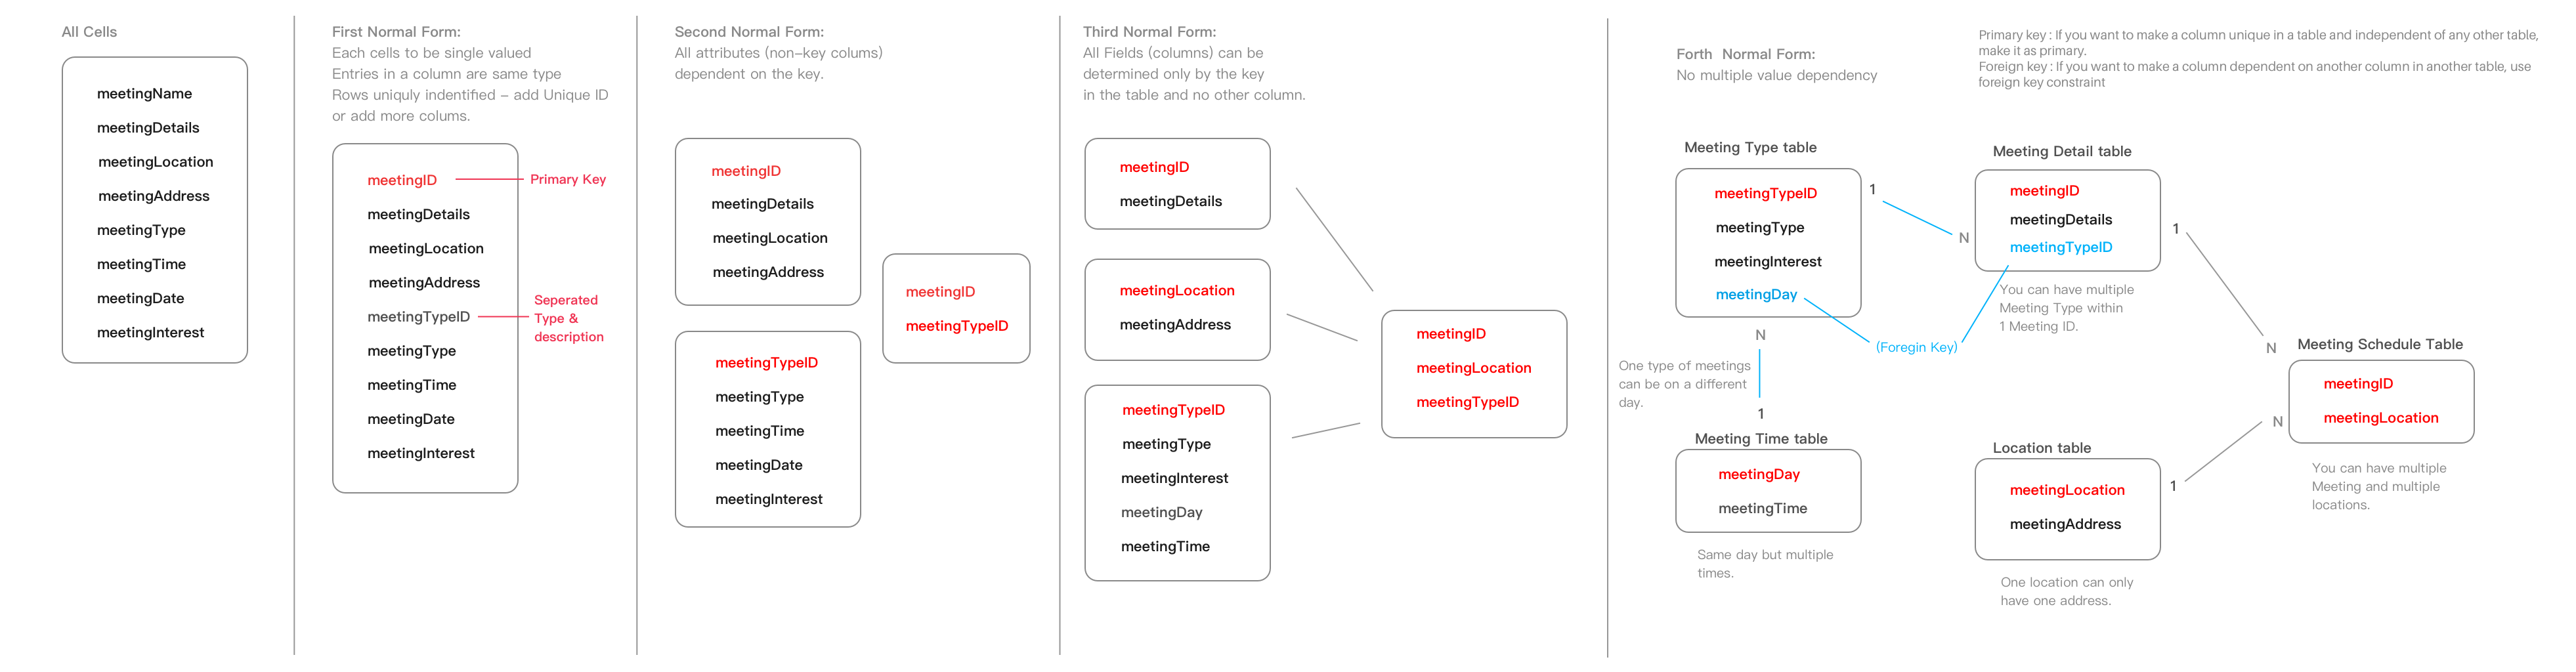 All Cells
meetingName
meetingDetails
meetingLocation
meetingAddress
meetingType
meetingTime
meetingDate
meetingInterest
First Normal Form:
Each cells to be single valued
Entries in a column are same type
Rows uniquly indentified - add Unique ID
or add more colums.
meetingID
Primary Key
meetingDetails
meetingLocation
meetingAddress
meetingTypeID
Seperated
Type &
description
meetingType
meetingTime
meetingDate
meetingInterest
Second Normal Form:
All attributes (non-key colums)
dependent on the key.
meetingID
meetingDetails
meetingLocation
meetingAddress
meetingTypeID
meetingType
meetingTime
meetingDate
meetingInterest
meetingID
meetingTypeID
Third Normal Form:
All Fields (columns) can be
determined only by the key
in the table and no other column.
meetingID
meetingDetails
meetingLocation
meetingAddress
meetingTypeID
meetingType
meetingInterest
meetingDay
meetingTime
meetingID
meetingLocation
meetingTypeID
Forth Normal Form:
No multiple value dependency
Primary key : If you want to make a column unique in a table and independent of any other table,
make it as primary.
Foreign key : If you want to make a column dependent on another column in another table, use
foreign key constraint
Meeting Type table
meetingTypeID
meetingType
meetingInterest
meetingDay
1
N
(Foregin Key)
N
One type of meetings
can be on a different
day.
1
Meeting Time table
meetingDay
meetingTime
Same day but multiple
times.
Meeting Detail table
meetingID
meetingDetails
meetingTypeID
You can have multiple
Meeting Type within
1 Meeting ID.
1
N
Meeting Schedule Table
meetingID
meetingLocation
N
You can have multiple
Meeting and multiple
locations.
Location table
meetingLocation
meetingAddress
1
One location can only
have one address.